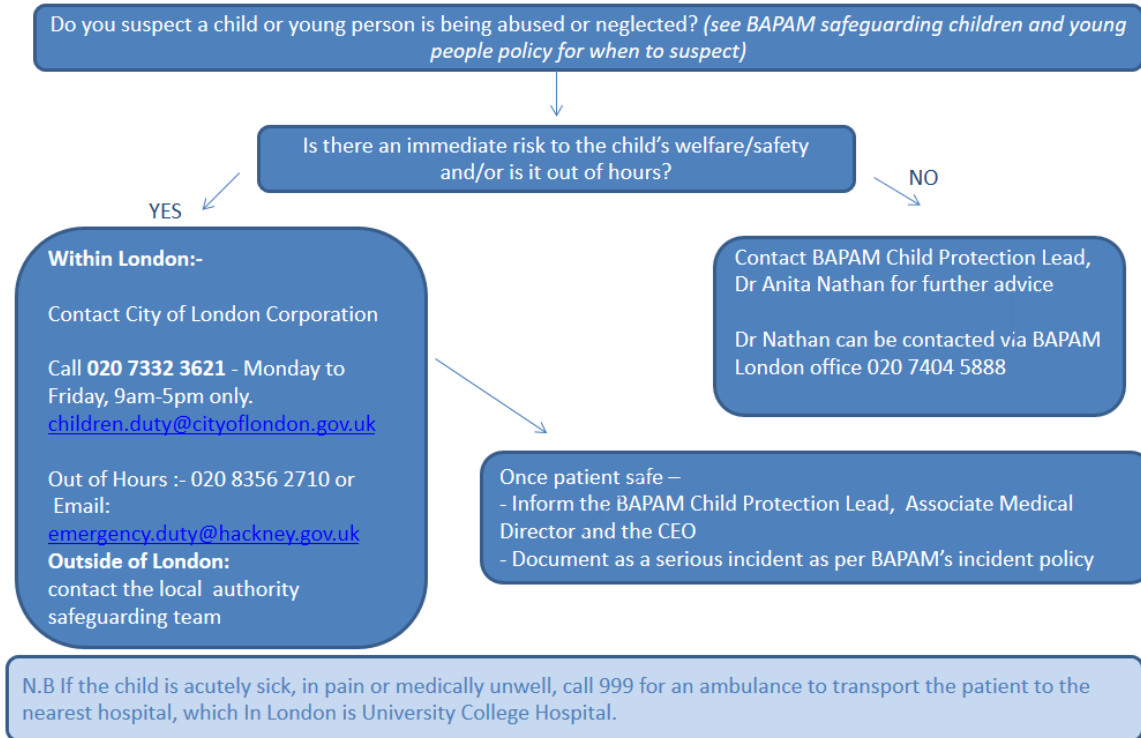 Do you suspect a child or young person is being abused or neglected? (see BAPAM safeguarding children and young
people policy for when to suspect)
Is there an immediate risk to the child's welfare/safety
and/or is it out of hours?
YES
NO
Within London:-
Contact City of London Corporation
Call 020 7332 3621 - Monday to
Friday, 9am-5pm only.
children.duty@cityoflondon.gov.uk
Out of Hours :- 020 8356 2710 or
Email:
emergency.duty@hackney.gov.uk
Outside of London:
contact the local authority
safeguarding team
Contact BAPAM Child Protection Lead,
Dr Anita Nathan for further advice
Dr Nathan can be contacted via BAPAM
London office 020 7404 5888
Once patient safe –
- Inform the BAPAM Child Protection Lead, Associate Medical
Director and the CEO
- Document as a serious incident as per BAPAM's incident policy
N.B If the child is acutely sick, in pain or medically unwell, call 999 for an ambulance to transport the patient to the
nearest hospital, which In London is University College Hospital.